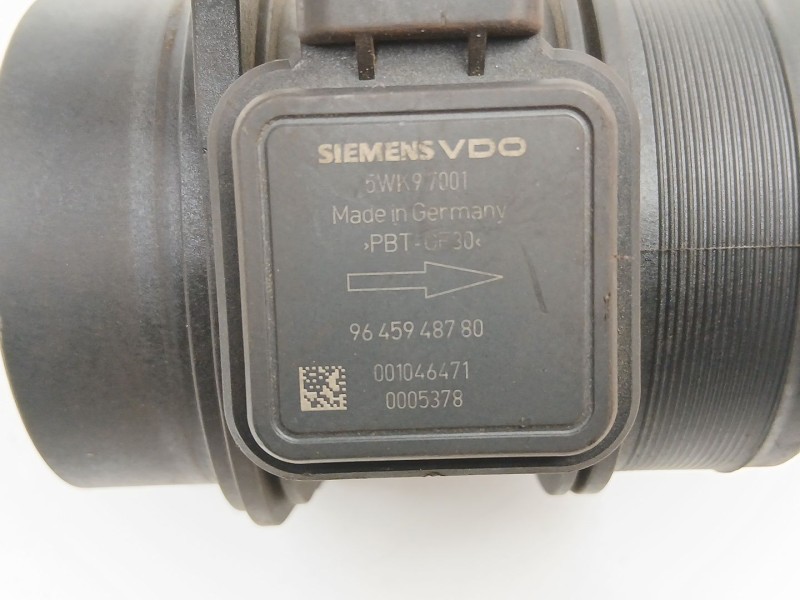 SIEMENS VDO
5WK9 7001
Made in Germany
›PBT-GF30‹
96 459 487 80
001046471
0005378